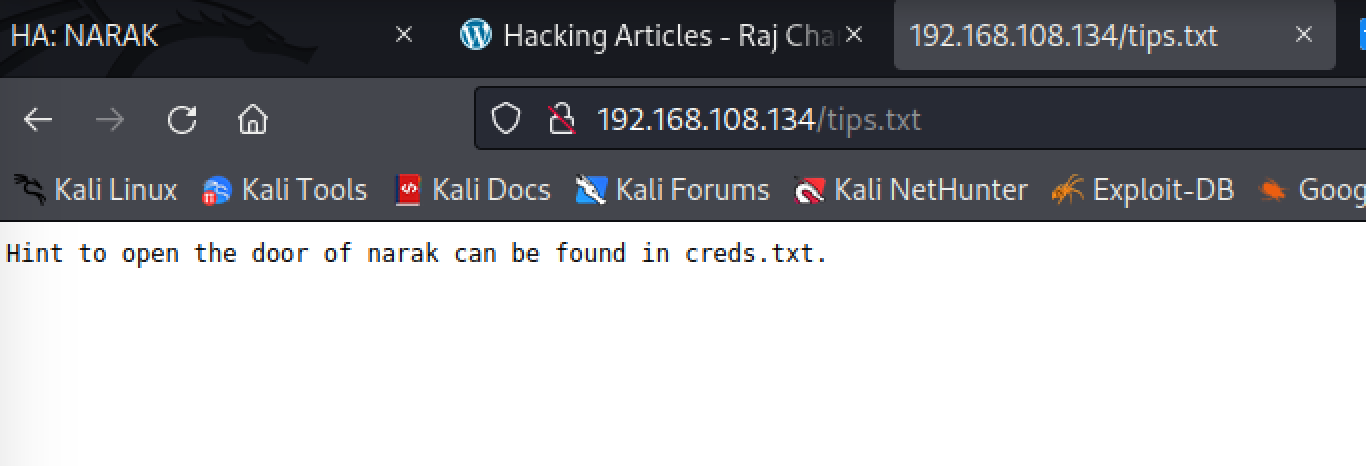 HA: NARAK
Hacking Articles - Raj Cha
192.168.108.134/tips.txt
192.168.108.134/tips.txt
Kali Linux Kali Tools Kali Docs Kali Forums Kali NetHunter Exploit-DB Goog
Hint to open the door of narak can be found in creds.txt.